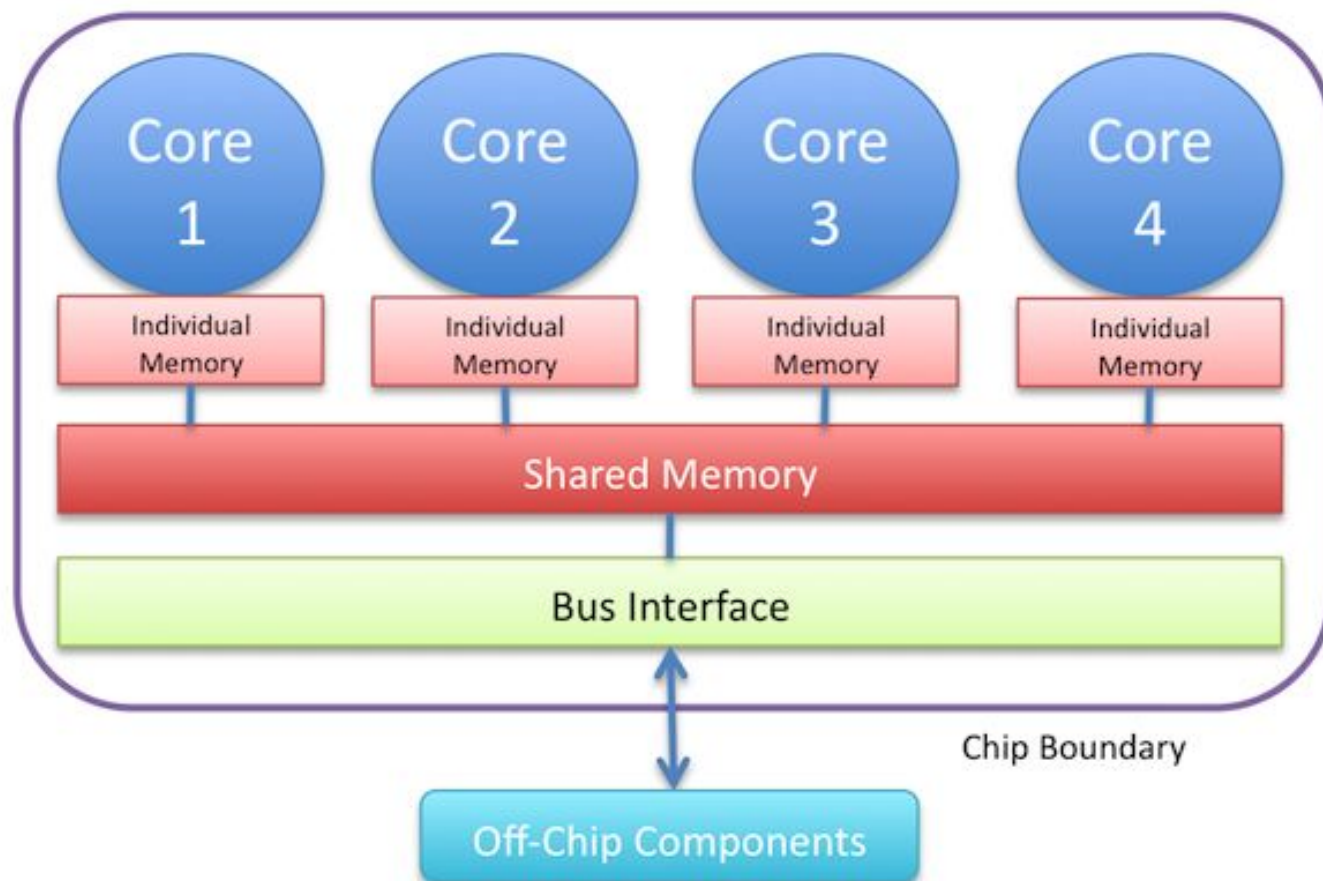 Core
1
Core
2
Core
3
Core
4
Individual
Memory
Individual
Memory
Individual
Memory
Individual
Memory
Shared Memory
Bus Interface
Chip Boundary
Off-Chip Components